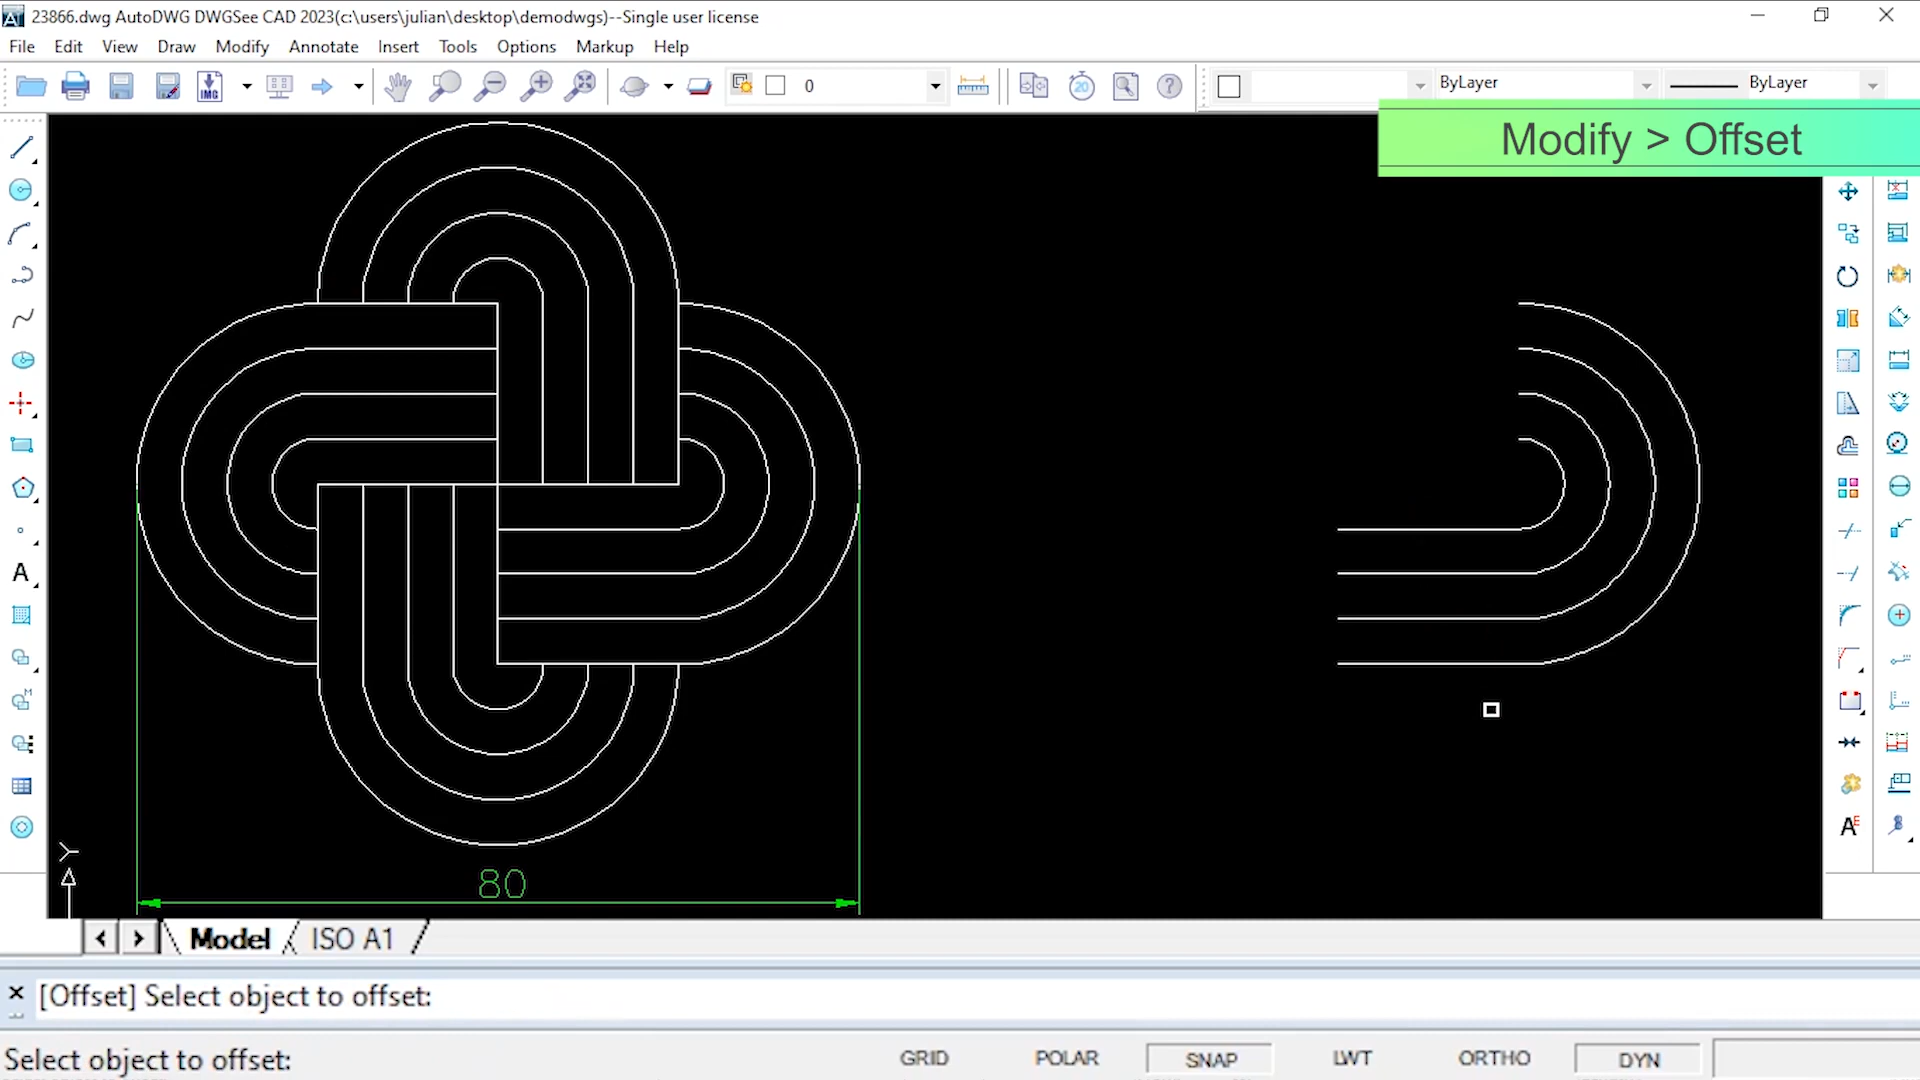 23866.dwg AutoDWG DWGSee CAD 2023(c:\users\julian\desktop\demodwgs)--Single user license
File Edit View Draw Modify Annotate Insert Tools Options Markup Help
IMG 0 20 ? ByLayer ByLayer
Modify > Offset
A
M
A E
Y
80
Model ISO A1
[Offset] Select object to offset:
Select object to offset: GRID POLAR SNAP LWT ORTHO DYN